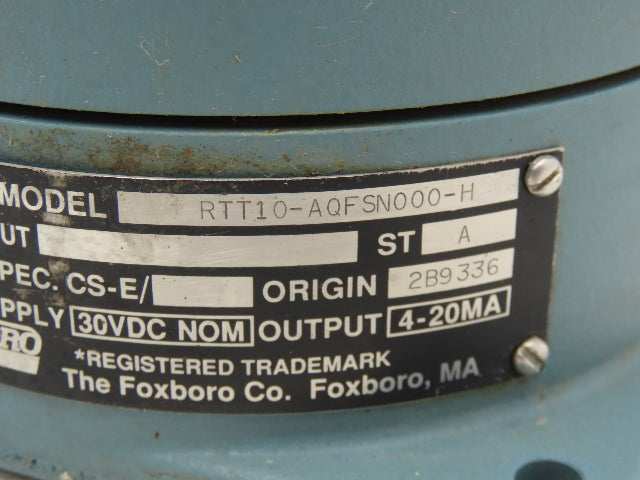 MODEL RTT10-AQFSN000-H
UT ST A
PEC. CS-E/ ORIGIN 2B9336
PPLY 30VDC NOM OUTPUT 4-20MA
RO
*REGISTERED TRADEMARK
The Foxboro Co. Foxboro, MA